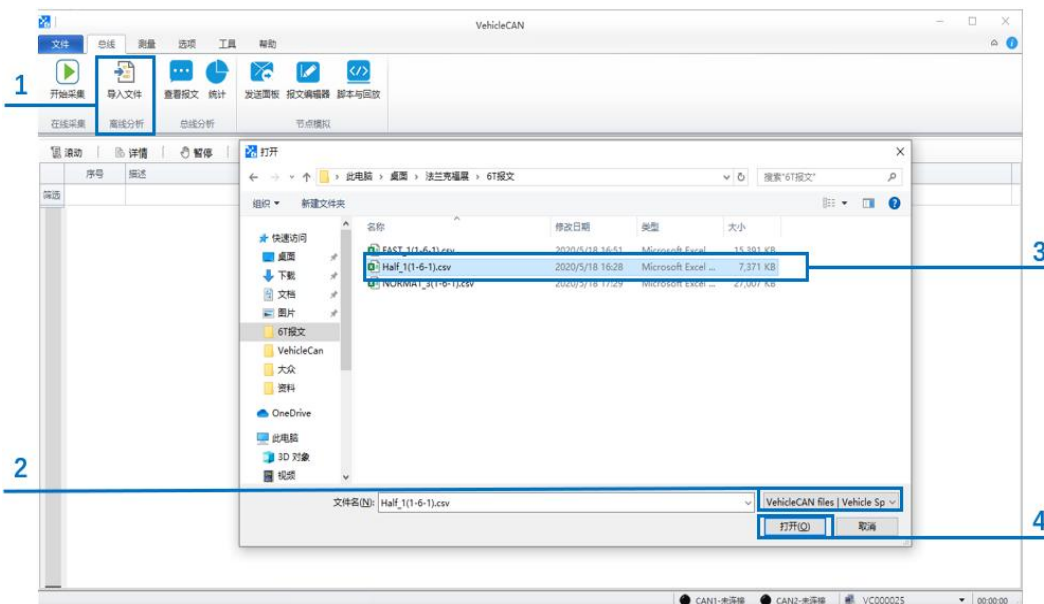 VehicleCAN
文件 总线 测量 选项 工具 帮助
1
开始采集 导入文件 查看报文 统计 发送面板 报文编辑器 脚本与回放
在线采集 离线分析 总线分析 节点模拟
滚动 详情 暂停
序号 描述
筛选
打开
此电脑 › 桌面 › 法兰克福展 › 6T报文
搜索"6T报文"
组织 新建文件夹
名称 修改日期 类型 大小
FAST_1(1-6-1).csv 2020/5/18 16:51 Microsoft Excel ... 15,391 KB
Half_1(1-6-1).csv 2020/5/18 16:28 Microsoft Excel ... 7,371 KB
3
NORMAT_3(1-6-1).csv 2020/5/18 17:29 Microsoft Excel ... 27,007 KB
快速访问
桌面
下载
文档
图片
6T报文
VehicleCan
大众
资料
OneDrive
此电脑
3D 对象
视频
2
文件名(N): Half_1(1-6-1).csv VehicleCAN files | Vehicle Sp
打开(O) 取消
4
CAN1-未连接 CAN2-未连接 VC000025 00:00:00